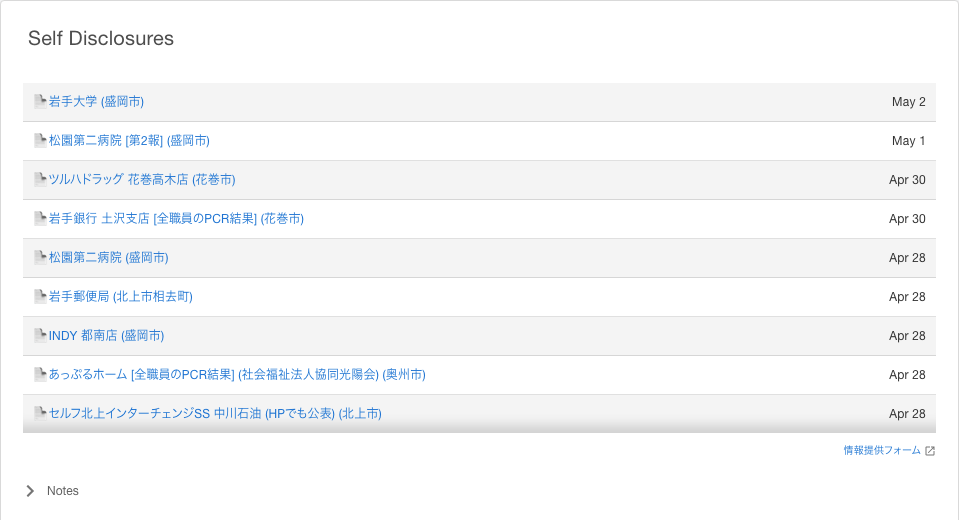 Self Disclosures
岩手大学 (盛岡市) May 2
松園第二病院 [第2報] (盛岡市) May 1
ツルハドラッグ 花巻高木店 (花巻市) Apr 30
岩手銀行 土沢支店 [全職員のPCR結果] (花巻市) Apr 30
松園第二病院 (盛岡市) Apr 28
岩手郵便局 (北上市相去町) Apr 28
INDY 都南店 (盛岡市) Apr 28
あっぷるホーム [全職員のPCR結果] (社会福祉法人協同光陽会) (奥州市) Apr 28
セルフ北上インターチェンジSS 中川石油 (HPでも公表) (北上市) Apr 28
情報提供フォーム
Notes